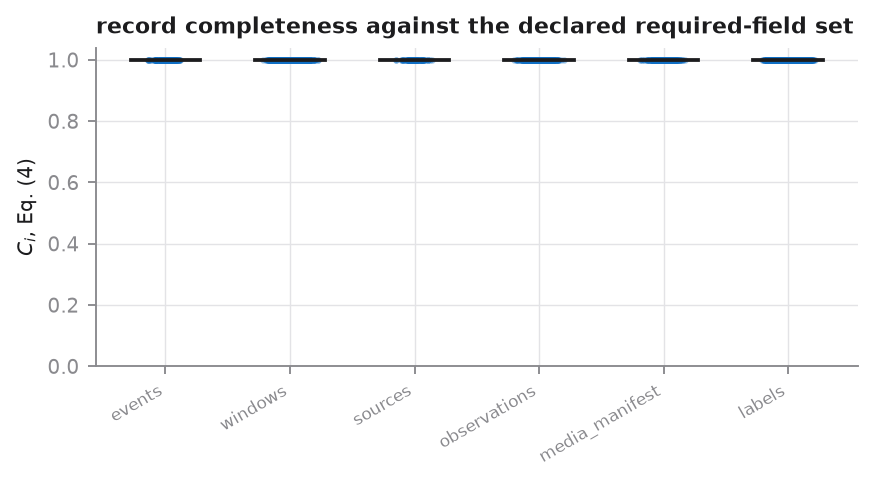 record completeness against the declared required-field set
C_i, Eq. (4)
1.0
0.8
0.6
0.4
0.2
0.0
events
windows
sources
observations
media_manifest
labels